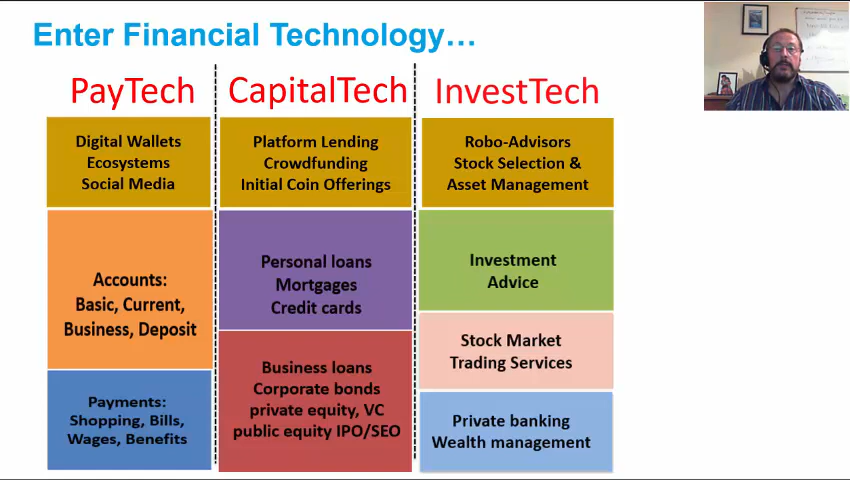 Enter Financial Technology…
PayTech
CapitalTech
InvestTech
Digital Wallets
Ecosystems
Social Media
Platform Lending
Crowdfunding
Initial Coin Offerings
Robo-Advisors
Stock Selection &
Asset Management
Accounts:
Basic, Current,
Business, Deposit
Personal loans
Mortgages
Credit cards
Investment
Advice
Stock Market
Trading Services
Payments:
Shopping, Bills,
Wages, Benefits
Business loans
Corporate bonds
private equity, VC
public equity IPO/SEO
Private banking
Wealth management